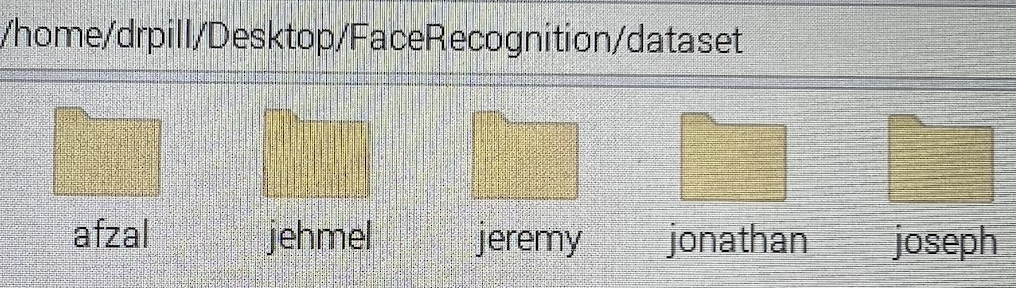 /home/drpill/Desktop/FaceRecognition/dataset
afzal jehmel jeremy jonathan joseph